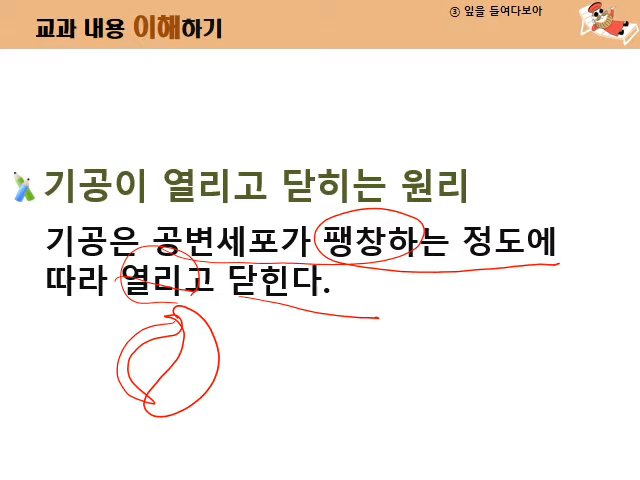 ③ 잎을 들여다보아
교과 내용 이해하기
기공이 열리고 닫히는 원리
기공은 공변세포가 팽창하는 정도에
따라 열리고 닫힌다.